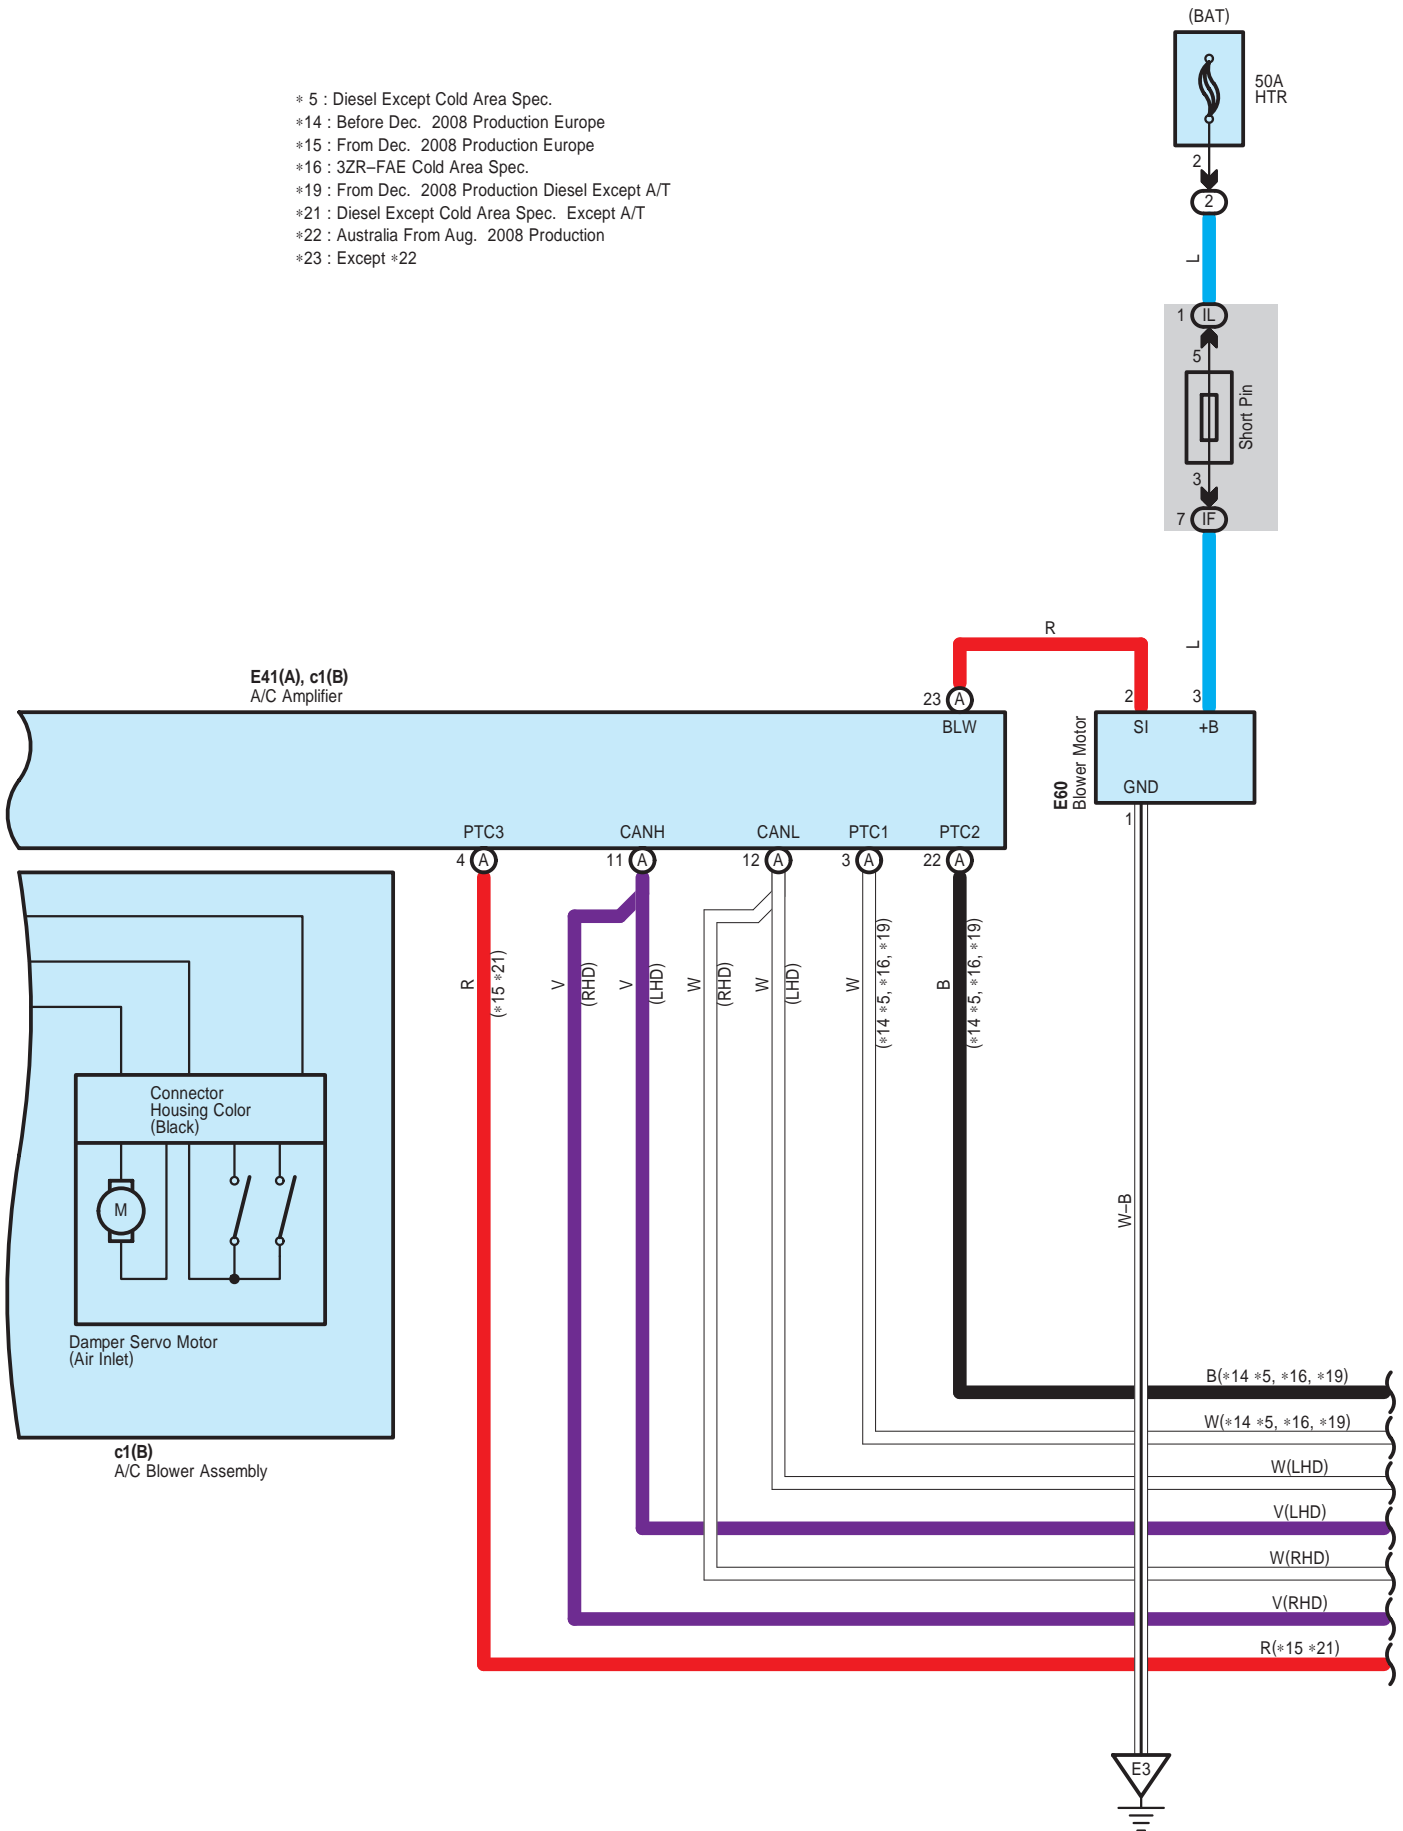 (BAT)
50A
HTR
∗ 5 : Diesel Except Cold Area Spec.
∗14 : Before Dec. 2008 Production Europe
∗15 : From Dec. 2008 Production Europe
∗16 : 3ZR–FAE Cold Area Spec.
∗19 : From Dec. 2008 Production Diesel Except A/T
∗21 : Diesel Except Cold Area Spec. Except A/T
∗22 : Australia From Aug. 2008 Production
∗23 : Except ∗22
2
2
L
1 IL
5
Short Pin
3
7 IF
L
R
E41(A), c1(B)
A/C Amplifier
23 A
BLW
2
3
SI
+B
GND
E60
Blower Motor
1
PTC3
CANH
CANL
PTC1
PTC2
4 A
11 A
12 A
3 A
22 A
R
(∗15 ∗21)
V
(RHD)
V
(LHD)
W
(RHD)
W
(LHD)
W
(∗14 ∗5, ∗16, ∗19)
B
(∗14 ∗5, ∗16, ∗19)
Connector
Housing Color
(Black)
M
Damper Servo Motor
(Air Inlet)
c1(B)
A/C Blower Assembly
W–B
B(∗14 ∗5, ∗16, ∗19)
W(∗14 ∗5, ∗16, ∗19)
W(LHD)
V(LHD)
W(RHD)
V(RHD)
R(∗15 ∗21)
E3